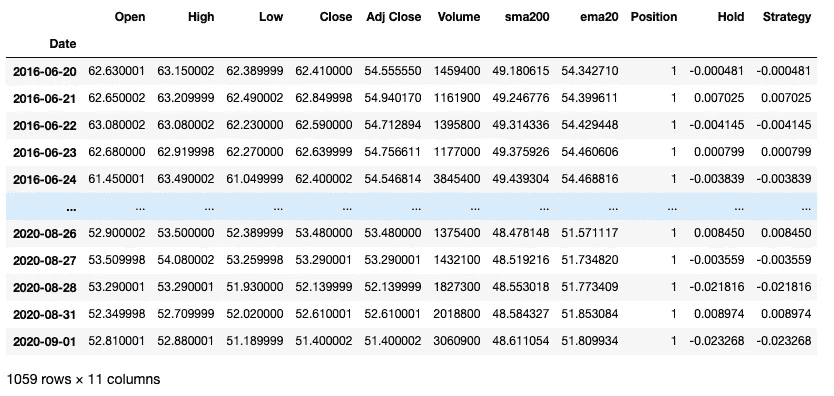 Open High Low Close Adj Close Volume sma200 ema20 Position Hold Strategy
Date
2016-06-20 62.630001 63.150002 62.389999 62.410000 54.555550 1459400 49.180615 54.342710 1 -0.000481 -0.000481
2016-06-21 62.650002 63.209999 62.490002 62.849998 54.940170 1161900 49.246776 54.399611 1 0.007025 0.007025
2016-06-22 63.080002 63.080002 62.230000 62.590000 54.712894 1395800 49.314336 54.429448 1 -0.004145 -0.004145
2016-06-23 62.680000 62.919998 62.270000 62.639999 54.756611 1177000 49.375926 54.460606 1 0.000799 0.000799
2016-06-24 61.450001 63.490002 61.049999 62.400002 54.546814 3845400 49.439304 54.468816 1 -0.003839 -0.003839
... ... ... ... ... ... ... ... ... ... ... ...
2020-08-26 52.900002 53.500000 52.389999 53.480000 53.480000 1375400 48.478148 51.571117 1 0.008450 0.008450
2020-08-27 53.509998 54.080002 53.259998 53.290001 53.290001 1432100 48.519216 51.734820 1 -0.003559 -0.003559
2020-08-28 53.290001 53.290001 51.930000 52.139999 52.139999 1827300 48.553018 51.773409 1 -0.021816 -0.021816
2020-08-31 52.349998 52.709999 52.020000 52.610001 52.610001 2018800 48.584327 51.853084 1 0.008974 0.008974
2020-09-01 52.810001 52.880001 51.189999 51.400002 51.400002 3060900 48.611054 51.809934 1 -0.023268 -0.023268
1059 rows × 11 columns